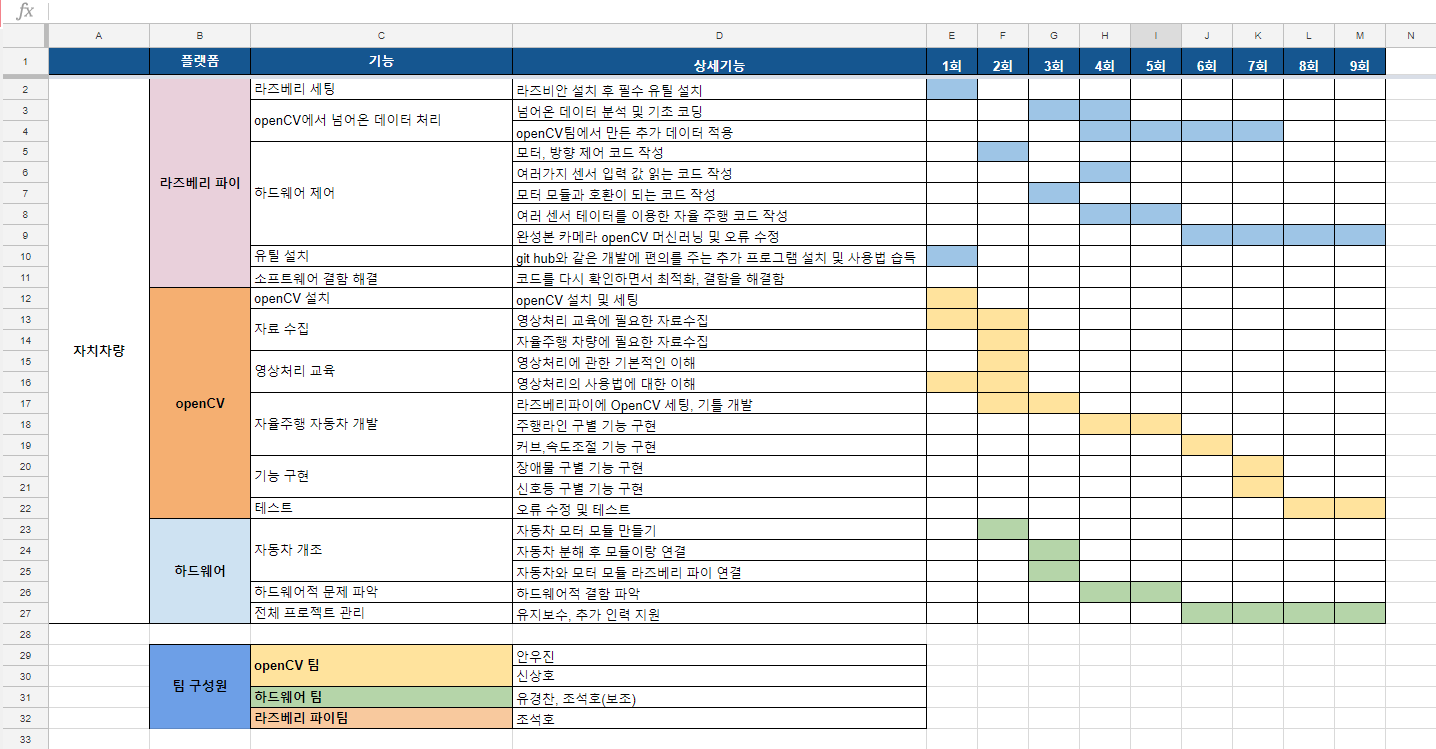 fx
A B C D E F G H I J K L M N
1 플랫폼 기능 상세기능 1회 2회 3회 4회 5회 6회 7회 8회 9회
2 라즈베리 세팅 라즈비안 설치 후 필수 유틸 설치
3 openCV에서 넘어온 데이터 처리 넘어온 데이터 분석 및 기초 코딩
4 openCV팀에서 만든 추가 데이터 적용
5 모터, 방향 제어 코드 작성
6 여러가지 센서 입력 값 읽는 코드 작성
라즈베리 파이
7 하드웨어 제어 모터 모듈과 호환이 되는 코드 작성
8 여러 센서 테이터를 이용한 자율 주행 코드 작성
9 완성본 카메라 openCV 머신러닝 및 오류 수정
10 유틸 설치 git hub와 같은 개발에 편의를 주는 추가 프로그램 설치 및 사용법 습득
11 소프트웨어 결함 해결 코드를 다시 확인하면서 최적화, 결함을 해결함
12 openCV 설치 openCV 설치 및 세팅
13 자료 수집 영상처리 교육에 필요한 자료수집
14 자율주행 차량에 필요한 자료수집
자치차량
15 영상처리 교육 영상처리에 관한 기본적인 이해
16 영상처리의 사용법에 대한 이해
17 openCV 라즈베리파이에 OpenCV 세팅, 기틀 개발
18 자율주행 자동차 개발 주행라인 구별 기능 구현
19 커브,속도조절 기능 구현
20 기능 구현 장애물 구별 기능 구현
21 신호등 구별 기능 구현
22 테스트 오류 수정 및 테스트
23 자동차 개조 자동차 모터 모듈 만들기
24 자동차 분해 후 모듈이랑 연결
25 하드웨어 자동차와 모터 모듈 라즈베리 파이 연결
26 하드웨어적 문제 파악 하드웨어적 결함 파악
27 전체 프로젝트 관리 유지보수, 추가 인력 지원
28
29 openCV 팀 안우진
30 신상호
팀 구성원
31 하드웨어 팀 유경찬, 조석호(보조)
32 라즈베리 파이팀 조석호
33